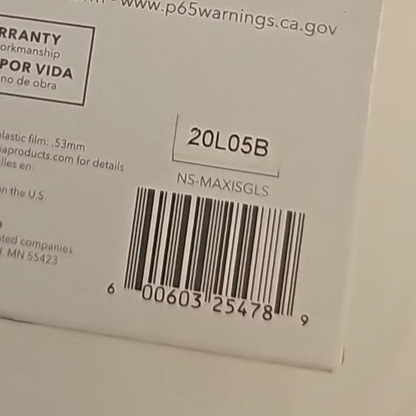 www.p65warnings.ca.gov
RRANTY
orkmanship
POR VIDA
no de obra
lastic film: .53mm
aproducts.com for details
lles en:
n the U.S.
ted companies
MN 55423
20L05B
NS-MAXISGLS
6 00603 25478 9